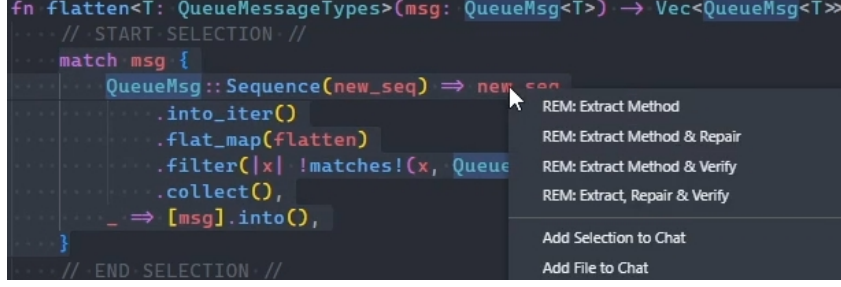 fn flatten<T: QueueMessageTypes>(msg: QueueMsg<T>) → Vec<QueueMsg<T>>
// START SELECTION //
match msg {
QueueMsg::Sequence(new_seq) ⇒ new_seq
.into_iter()
.flat_map(flatten)
.filter(|x| !matches!(x, Queue
.collect(),
_ ⇒ [msg].into(),
}
// END SELECTION //
REM: Extract Method
REM: Extract Method & Repair
REM: Extract Method & Verify
REM: Extract, Repair & Verify
Add Selection to Chat
Add File to Chat